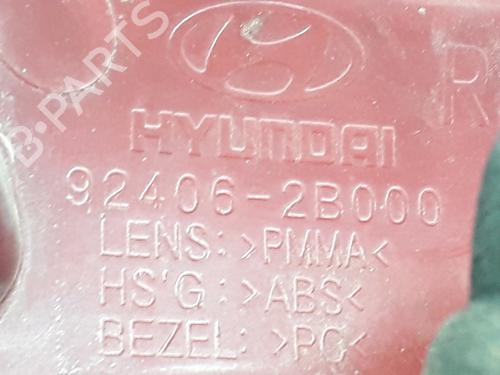 B-PARTS
R
HYUNDAI
92406-2B000
LENS: >PMMA<
HS'G: >ABS<
BEZEL: >PC<